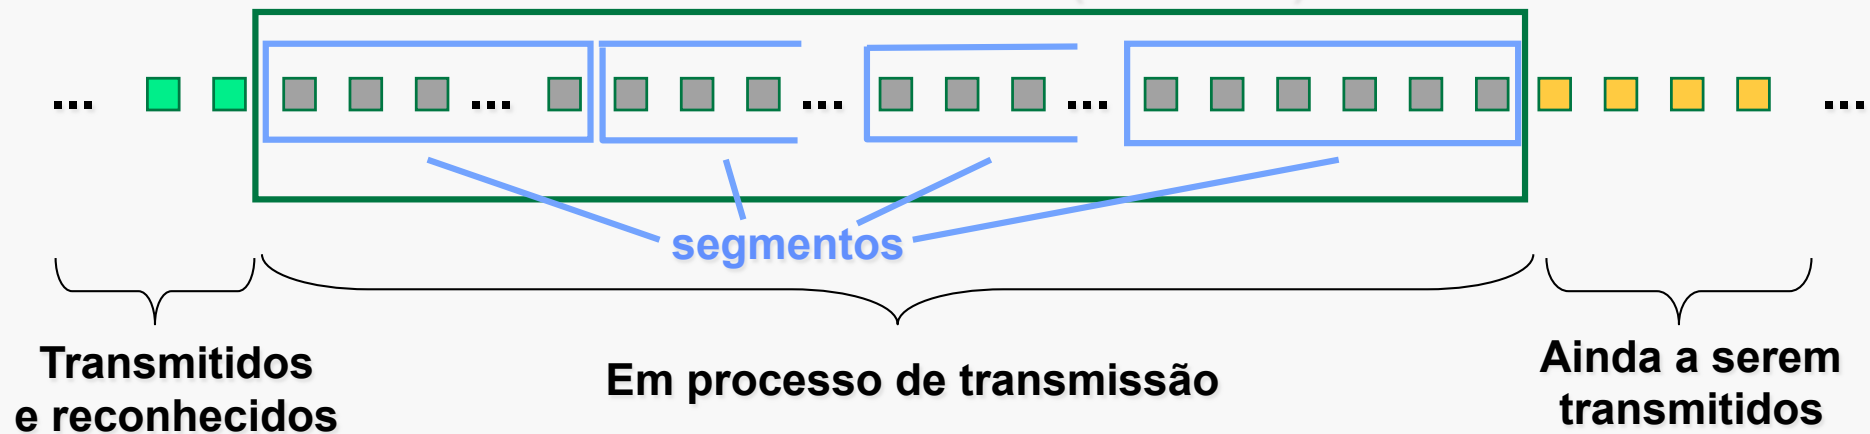 ... ... ... ... ...
segmentos
Transmitidos
e reconhecidos
Em processo de transmissão
Ainda a serem
transmitidos